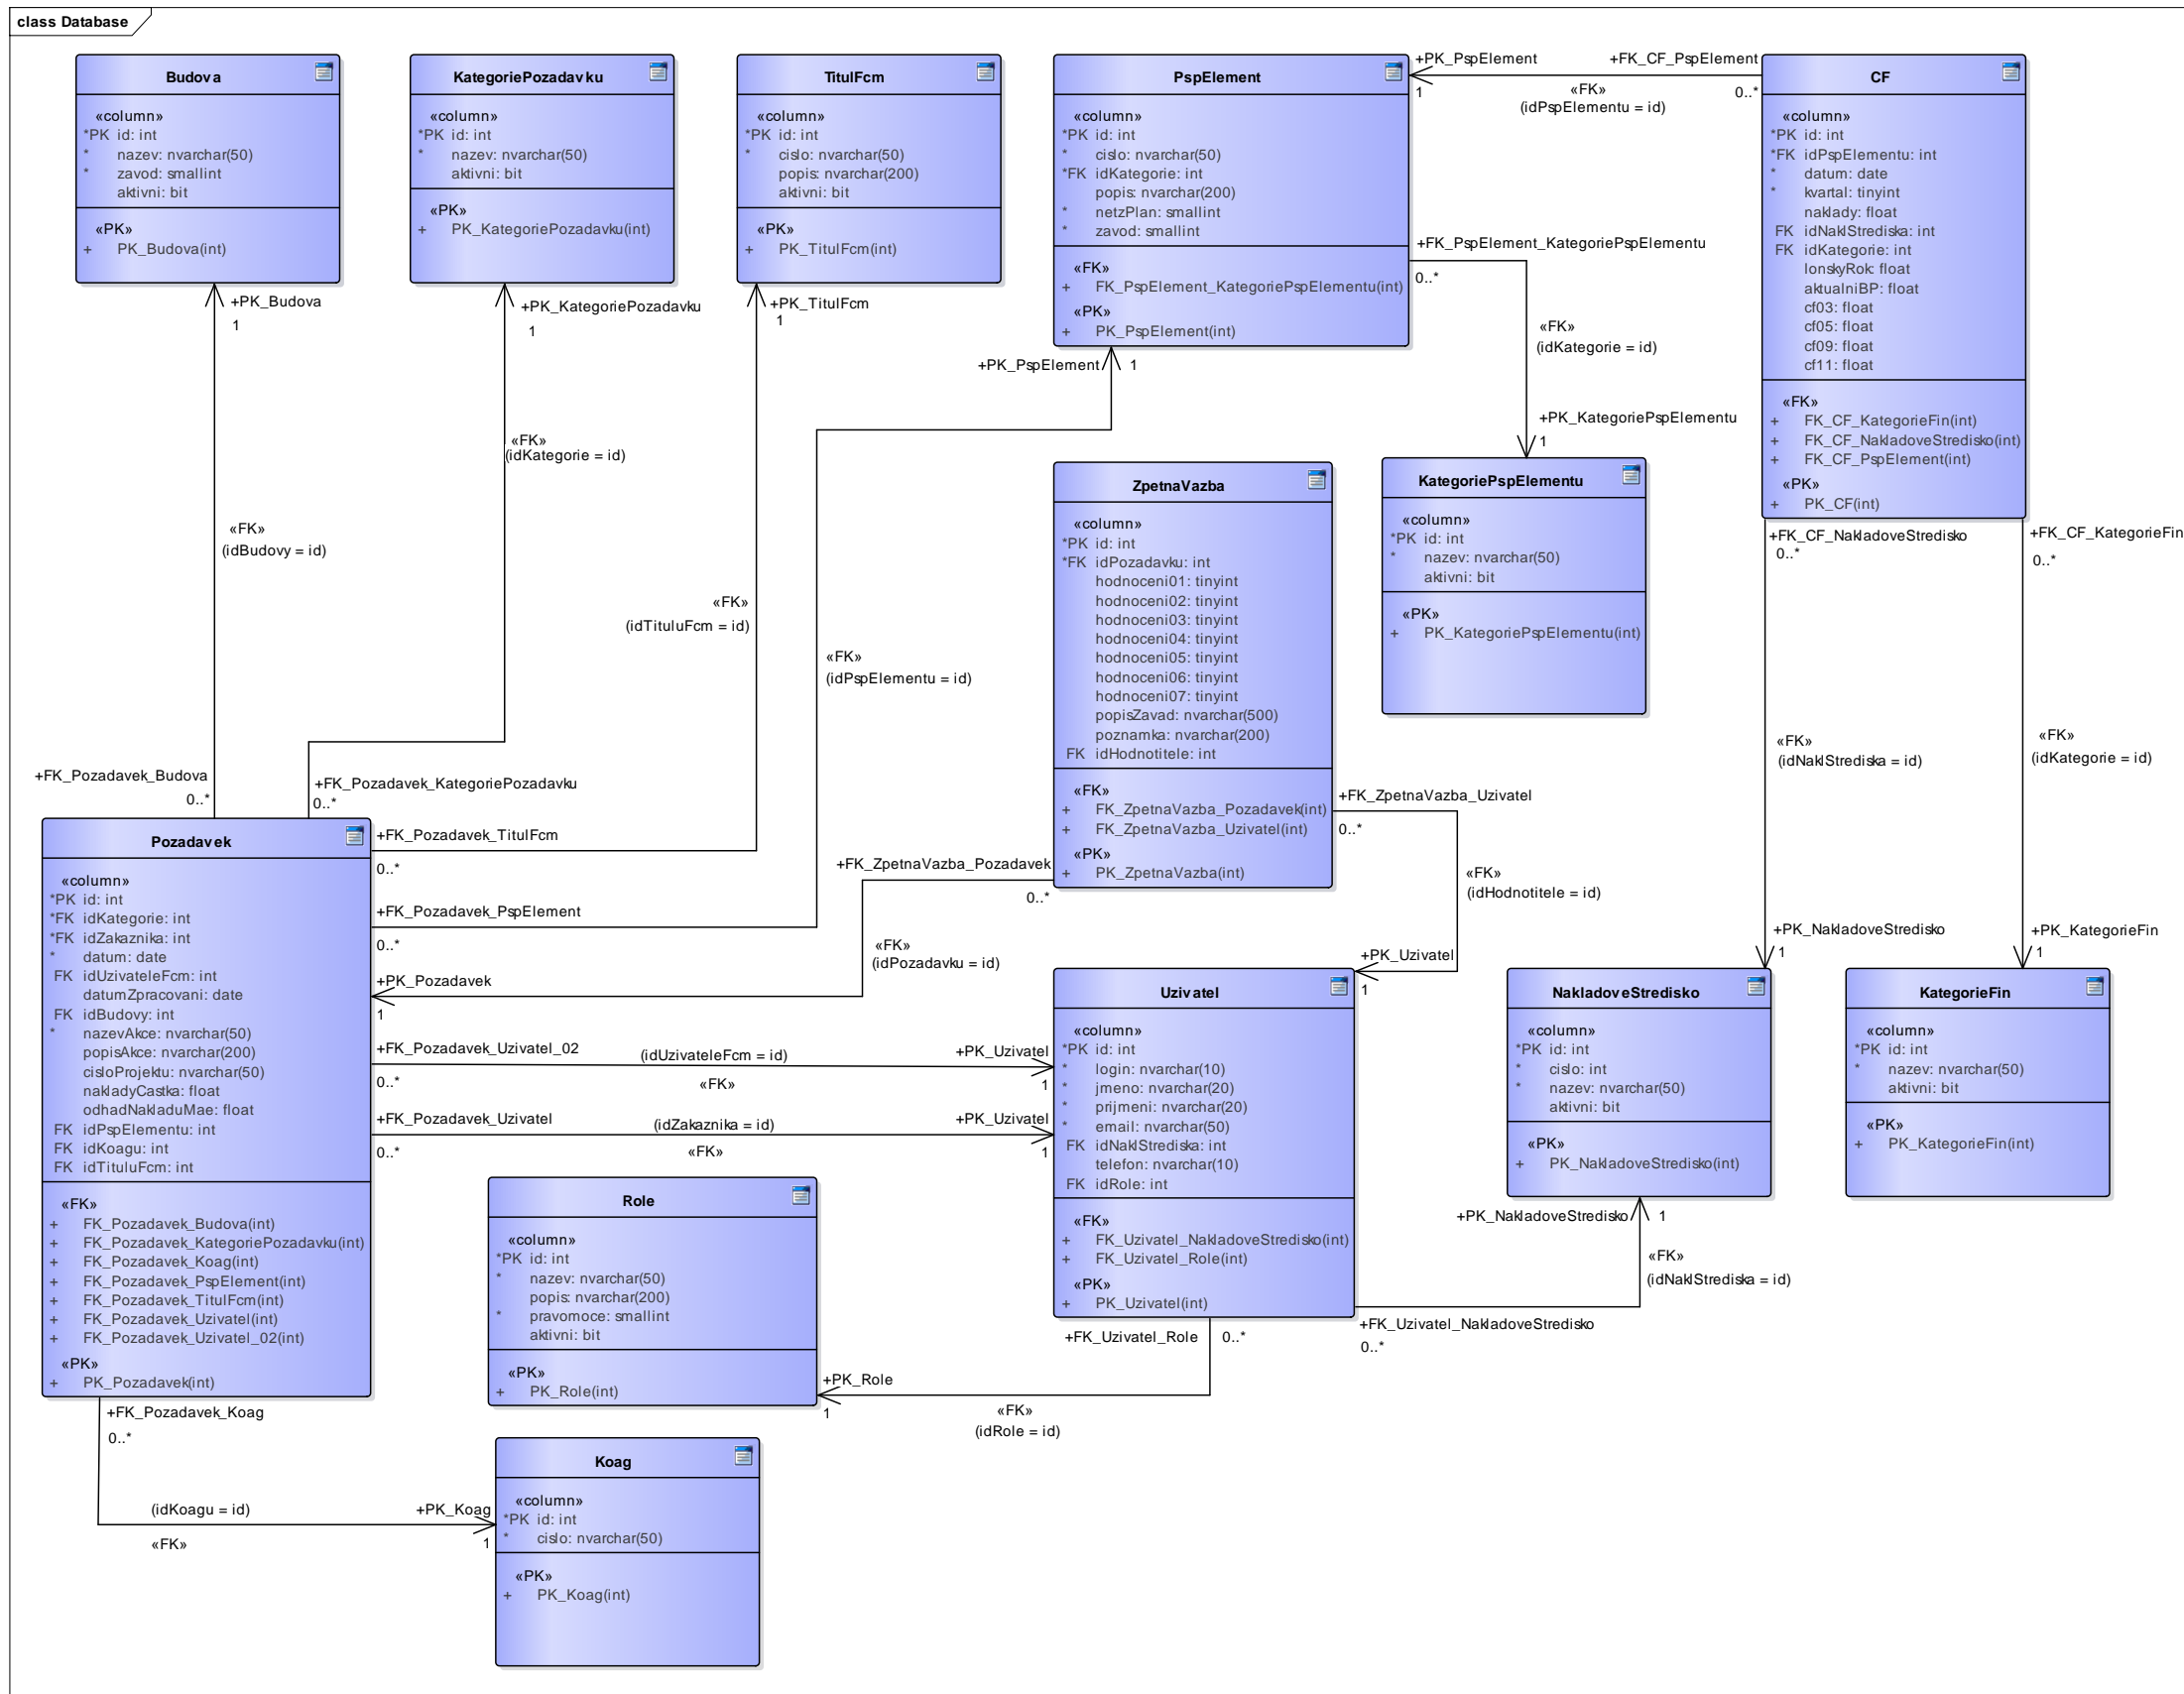 class Database
Budova
«column»
*PK id: int
* nazev: nvarchar(50)
* zavod: smallint
aktivni: bit
«PK»
+ PK_Budova(int)
KategoriePozadavku
«column»
*PK id: int
* nazev: nvarchar(50)
aktivni: bit
«PK»
+ PK_KategoriePozadavku(int)
TitulFcm
«column»
*PK id: int
* cislo: nvarchar(50)
popis: nvarchar(200)
aktivni: bit
«PK»
+ PK_TitulFcm(int)
PspElement
«column»
*PK id: int
* cislo: nvarchar(50)
*FK idKategorie: int
popis: nvarchar(200)
* netzPlan: smallint
* zavod: smallint
«FK»
+ FK_PspElement_KategoriePspElementu(int)
«PK»
+ PK_PspElement(int)
+PK_PspElement
1
+FK_CF_PspElement
0..*
«FK»
(idPspElementu = id)
CF
«column»
*PK id: int
*FK idPspElementu: int
* datum: date
* kvartal: tinyint
naklady: float
FK idNaklStrediska: int
FK idKategorie: int
lonskyRok: float
aktualniBP: float
cf03: float
cf05: float
cf09: float
cf11: float
«FK»
+ FK_CF_KategorieFin(int)
+ FK_CF_NakladoveStredisko(int)
+ FK_CF_PspElement(int)
«PK»
+ PK_CF(int)
+FK_PspElement_KategoriePspElementu
0..*
«FK»
(idKategorie = id)
+PK_KategoriePspElementu
1
+PK_Budova
1
«FK»
(idBudovy = id)
+FK_Pozadavek_Budova
0..*
+PK_KategoriePozadavku
1
«FK»
(idKategorie = id)
+FK_Pozadavek_KategoriePozadavku
0..*
+PK_TitulFcm
1
«FK»
(idTituluFcm = id)
+FK_Pozadavek_TitulFcm
0..*
+PK_PspElement
1
«FK»
(idPspElementu = id)
+FK_Pozadavek_PspElement
0..*
ZpetnaVazba
«column»
*PK id: int
*FK idPozadavku: int
hodnoceni01: tinyint
hodnoceni02: tinyint
hodnoceni03: tinyint
hodnoceni04: tinyint
hodnoceni05: tinyint
hodnoceni06: tinyint
hodnoceni07: tinyint
popisZavad: nvarchar(500)
poznamka: nvarchar(200)
FK idHodnotitele: int
«FK»
+ FK_ZpetnaVazba_Pozadavek(int)
+ FK_ZpetnaVazba_Uzivatel(int)
«PK»
+ PK_ZpetnaVazba(int)
KategoriePspElementu
«column»
*PK id: int
* nazev: nvarchar(50)
aktivni: bit
«PK»
+ PK_KategoriePspElementu(int)
+FK_CF_NakladoveStredisko
0..*
«FK»
(idNaklStrediska = id)
+PK_NakladoveStredisko
1
+FK_CF_KategorieFin
0..*
«FK»
(idKategorie = id)
+PK_KategorieFin
1
+FK_ZpetnaVazba_Uzivatel
0..*
«FK»
(idHodnotitele = id)
+PK_Uzivatel
1
+FK_ZpetnaVazba_Pozadavek
0..*
«FK»
(idPozadavku = id)
+PK_Pozadavek
1
Pozadavek
«column»
*PK id: int
*FK idKategorie: int
*FK idZakaznika: int
* datum: date
FK idUzivateleFcm: int
datumZpracovani: date
FK idBudovy: int
* nazevAkce: nvarchar(50)
popisAkce: nvarchar(200)
cisloProjektu: nvarchar(50)
nakladyCastka: float
odhadNakladuMae: float
FK idPspElementu: int
FK idKoagu: int
FK idTituluFcm: int
«FK»
+ FK_Pozadavek_Budova(int)
+ FK_Pozadavek_KategoriePozadavku(int)
+ FK_Pozadavek_Koag(int)
+ FK_Pozadavek_PspElement(int)
+ FK_Pozadavek_TitulFcm(int)
+ FK_Pozadavek_Uzivatel(int)
+ FK_Pozadavek_Uzivatel_02(int)
«PK»
+ PK_Pozadavek(int)
+FK_Pozadavek_Uzivatel_02
0..*
(idUzivateleFcm = id)
«FK»
+PK_Uzivatel
1
+FK_Pozadavek_Uzivatel
0..*
(idZakaznika = id)
«FK»
+PK_Uzivatel
1
Uzivatel
«column»
*PK id: int
* login: nvarchar(10)
* jmeno: nvarchar(20)
* prijmeni: nvarchar(20)
* email: nvarchar(50)
FK idNaklStrediska: int
telefon: nvarchar(10)
FK idRole: int
«FK»
+ FK_Uzivatel_NakladoveStredisko(int)
+ FK_Uzivatel_Role(int)
«PK»
+ PK_Uzivatel(int)
NakladoveStredisko
«column»
*PK id: int
* cislo: int
* nazev: nvarchar(50)
aktivni: bit
«PK»
+ PK_NakladoveStredisko(int)
KategorieFin
«column»
*PK id: int
* nazev: nvarchar(50)
aktivni: bit
«PK»
+ PK_KategorieFin(int)
Role
«column»
*PK id: int
* nazev: nvarchar(50)
popis: nvarchar(200)
* pravomoce: smallint
aktivni: bit
«PK»
+ PK_Role(int)
+PK_NakladoveStredisko
1
«FK»
(idNaklStrediska = id)
+FK_Uzivatel_NakladoveStredisko
0..*
+FK_Uzivatel_Role
0..*
+PK_Role
1
«FK»
(idRole = id)
+FK_Pozadavek_Koag
0..*
(idKoagu = id)
«FK»
+PK_Koag
1
Koag
«column»
*PK id: int
* cislo: nvarchar(50)
«PK»
+ PK_Koag(int)